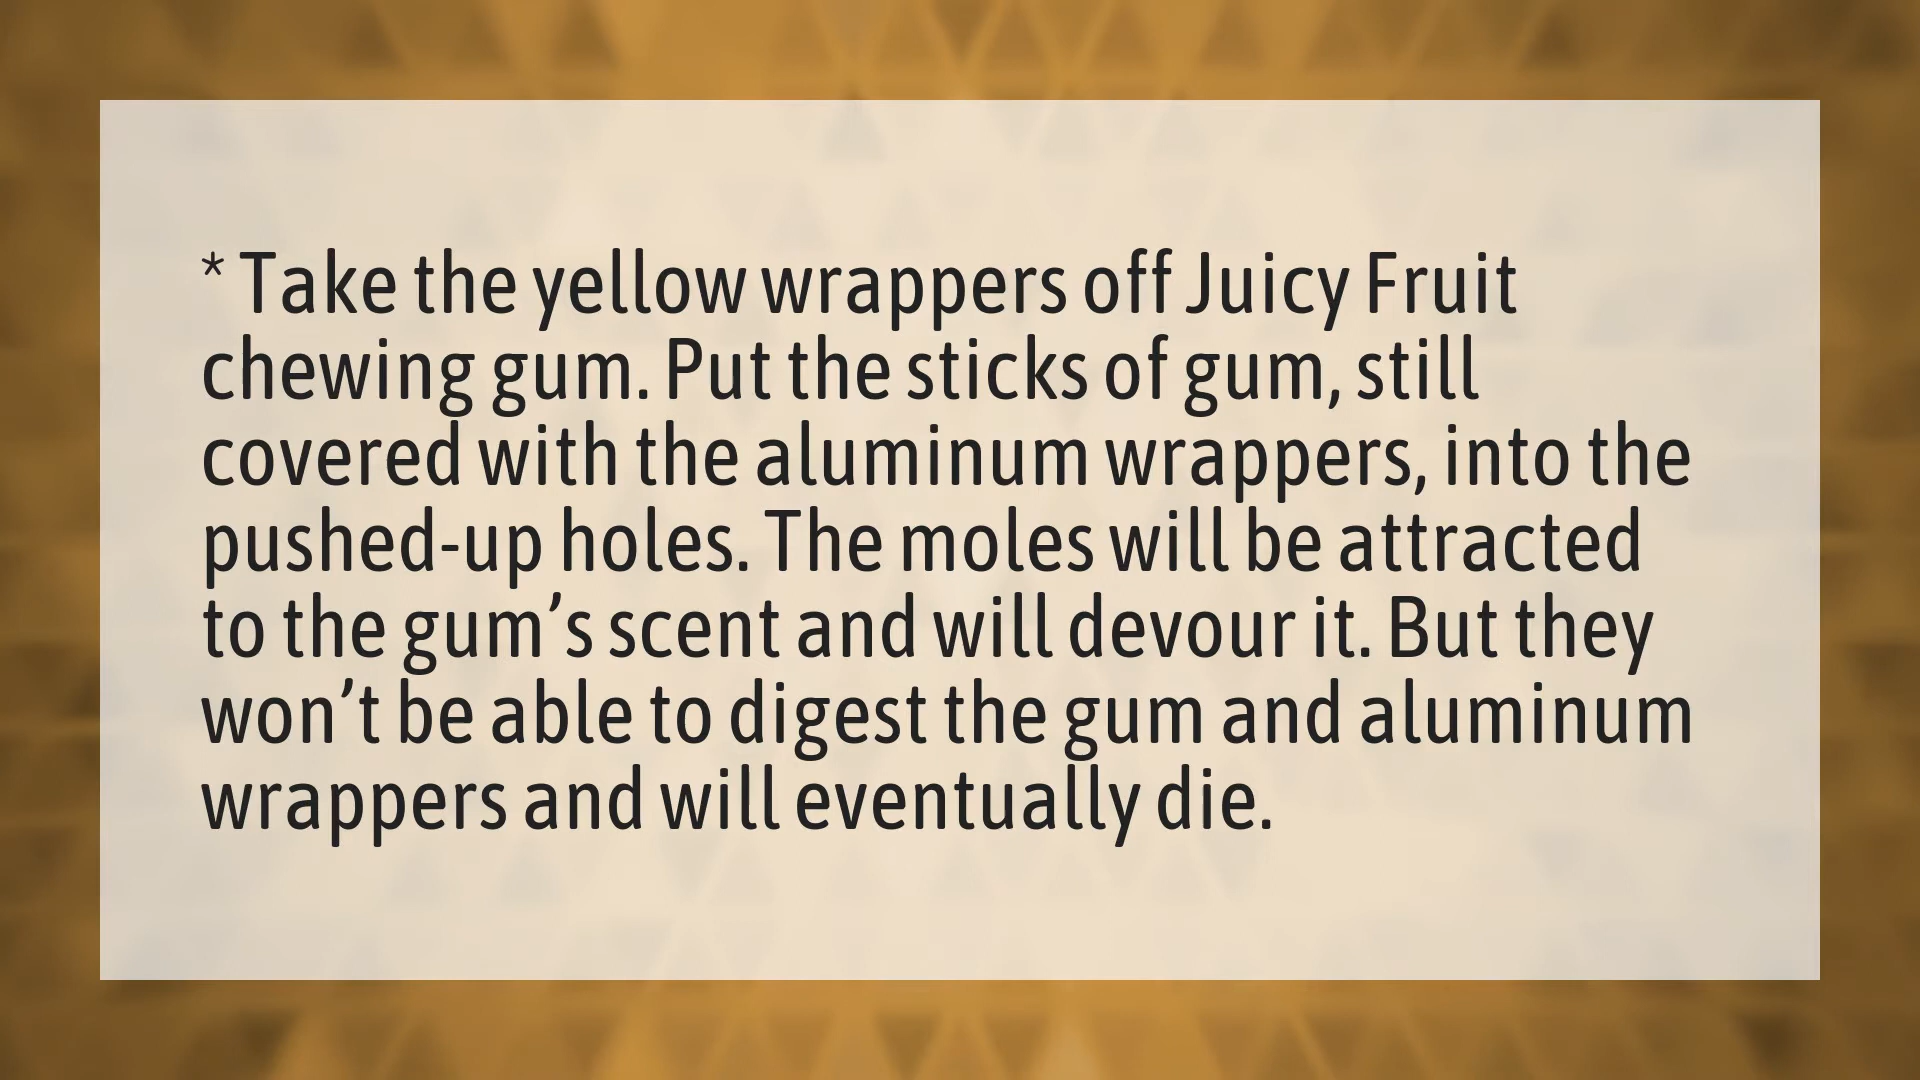 * Take the yellow wrappers off Juicy Fruit
chewing gum. Put the sticks of gum, still
covered with the aluminum wrappers, into the
pushed-up holes. The moles will be attracted
to the gum’s scent and will devour it. But they
won’t be able to digest the gum and aluminum
wrappers and will eventually die.